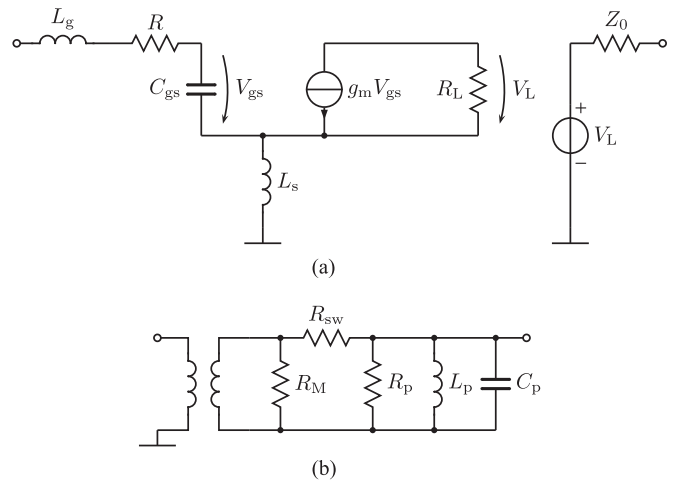 L_g R Z_0
C_gs V_gs g_m V_gs R_L V_L + V_L −
L_s
(a)
R_sw
R_M R_p L_p C_p
(b)